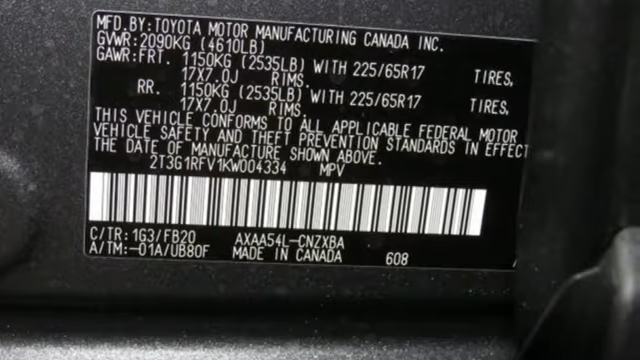 MFD.BY:TOYOTA MOTOR MANUFACTURING CANADA INC.
GVWR:2090KG (4610LB)
GAWR:FRT. 1150KG (2535LB) WITH 225/65R17 TIRES,
17X7.0J RIMS.
RR. 1150KG (2535LB) WITH 225/65R17 TIRES,
17X7.0J RIMS.
THIS VEHICLE CONFORMS TO ALL APPLICABLE FEDERAL MOTOR
VEHICLE SAFETY AND THEFT PREVENTION STANDARDS IN EFFECT
THE DATE OF MANUFACTURE SHOWN ABOVE.
2T3G1RFV1KW004334 MPV
C/TR:1G3/FB20 AXAA54L-CNZXBA
A/TM:-01A/UB80F MADE IN CANADA 608